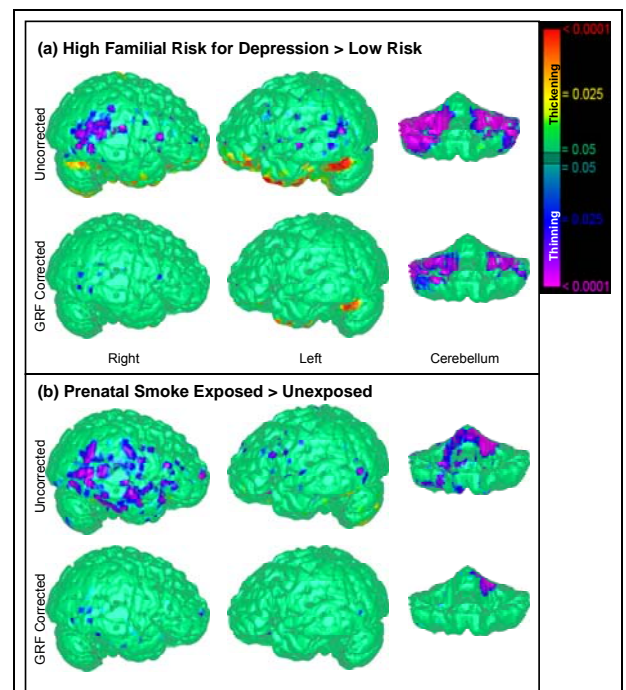 (a) High Familial Risk for Depression > Low Risk
Uncorrected
GRF Corrected
Right Left Cerebellum
(b) Prenatal Smoke Exposed > Unexposed
Uncorrected
GRF Corrected
Thickening
Thinning
< 0.0001
= 0.025
= 0.05
= 0.05
= 0.025
< 0.0001